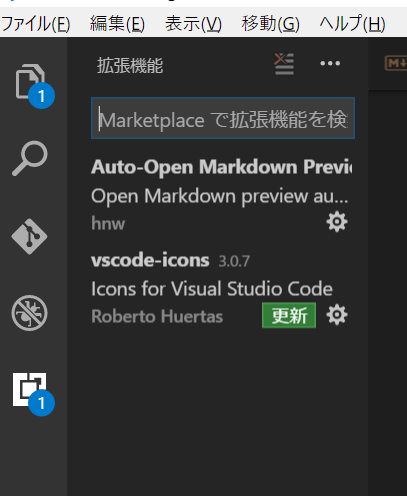 ファイル(F) 編集(E) 表示(V) 移動(G) ヘルプ(H)
拡張機能
Marketplace で拡張機能を検
Auto-Open Markdown Previ
Open Markdown preview au...
hnw
vscode-icons 3.0.7
Icons for Visual Studio Code
Roberto Huertas 更新
1
1